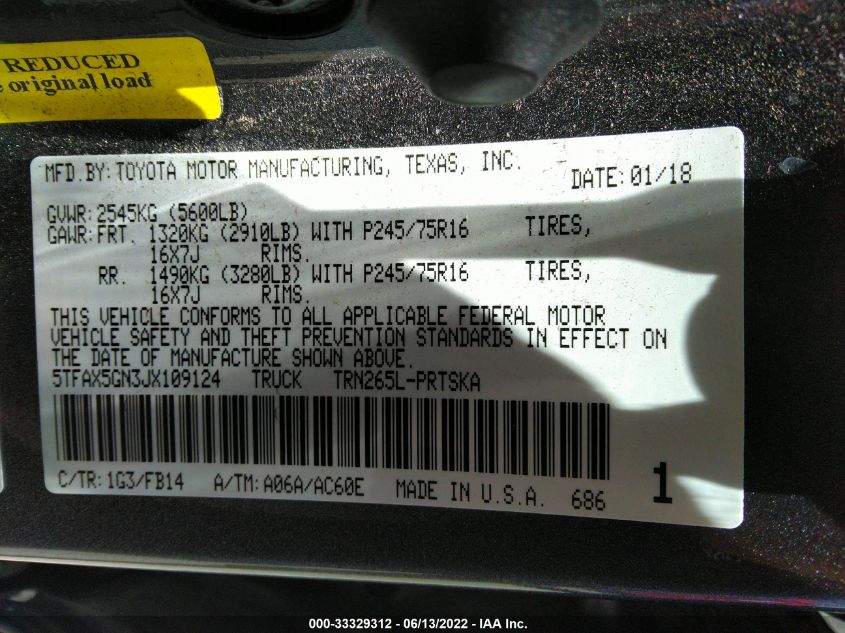 REDUCED
original load
MFD.BY:TOYOTA MOTOR MANUFACTURING, TEXAS, INC.
DATE:01/18
GVWR:2545KG (5600LB)
GAWR:FRT. 1320KG (2910LB) WITH P245/75R16 TIRES,
16X7J RIMS.
RR. 1490KG (3280LB) WITH P245/75R16 TIRES,
16X7J RIMS.
THIS VEHICLE CONFORMS TO ALL APPLICABLE FEDERAL MOTOR
VEHICLE SAFETY AND THEFT PREVENTION STANDARDS IN EFFECT ON
THE DATE OF MANUFACTURE SHOWN ABOVE.
5TFAX5GN3JX109124 TRUCK TRN265L-PRTSKA
C/TR:1G3/FB14 A/TM:A06A/AC60E MADE IN U.S.A. 686 1
000-33329312 - 06/13/2022 - IAA Inc.